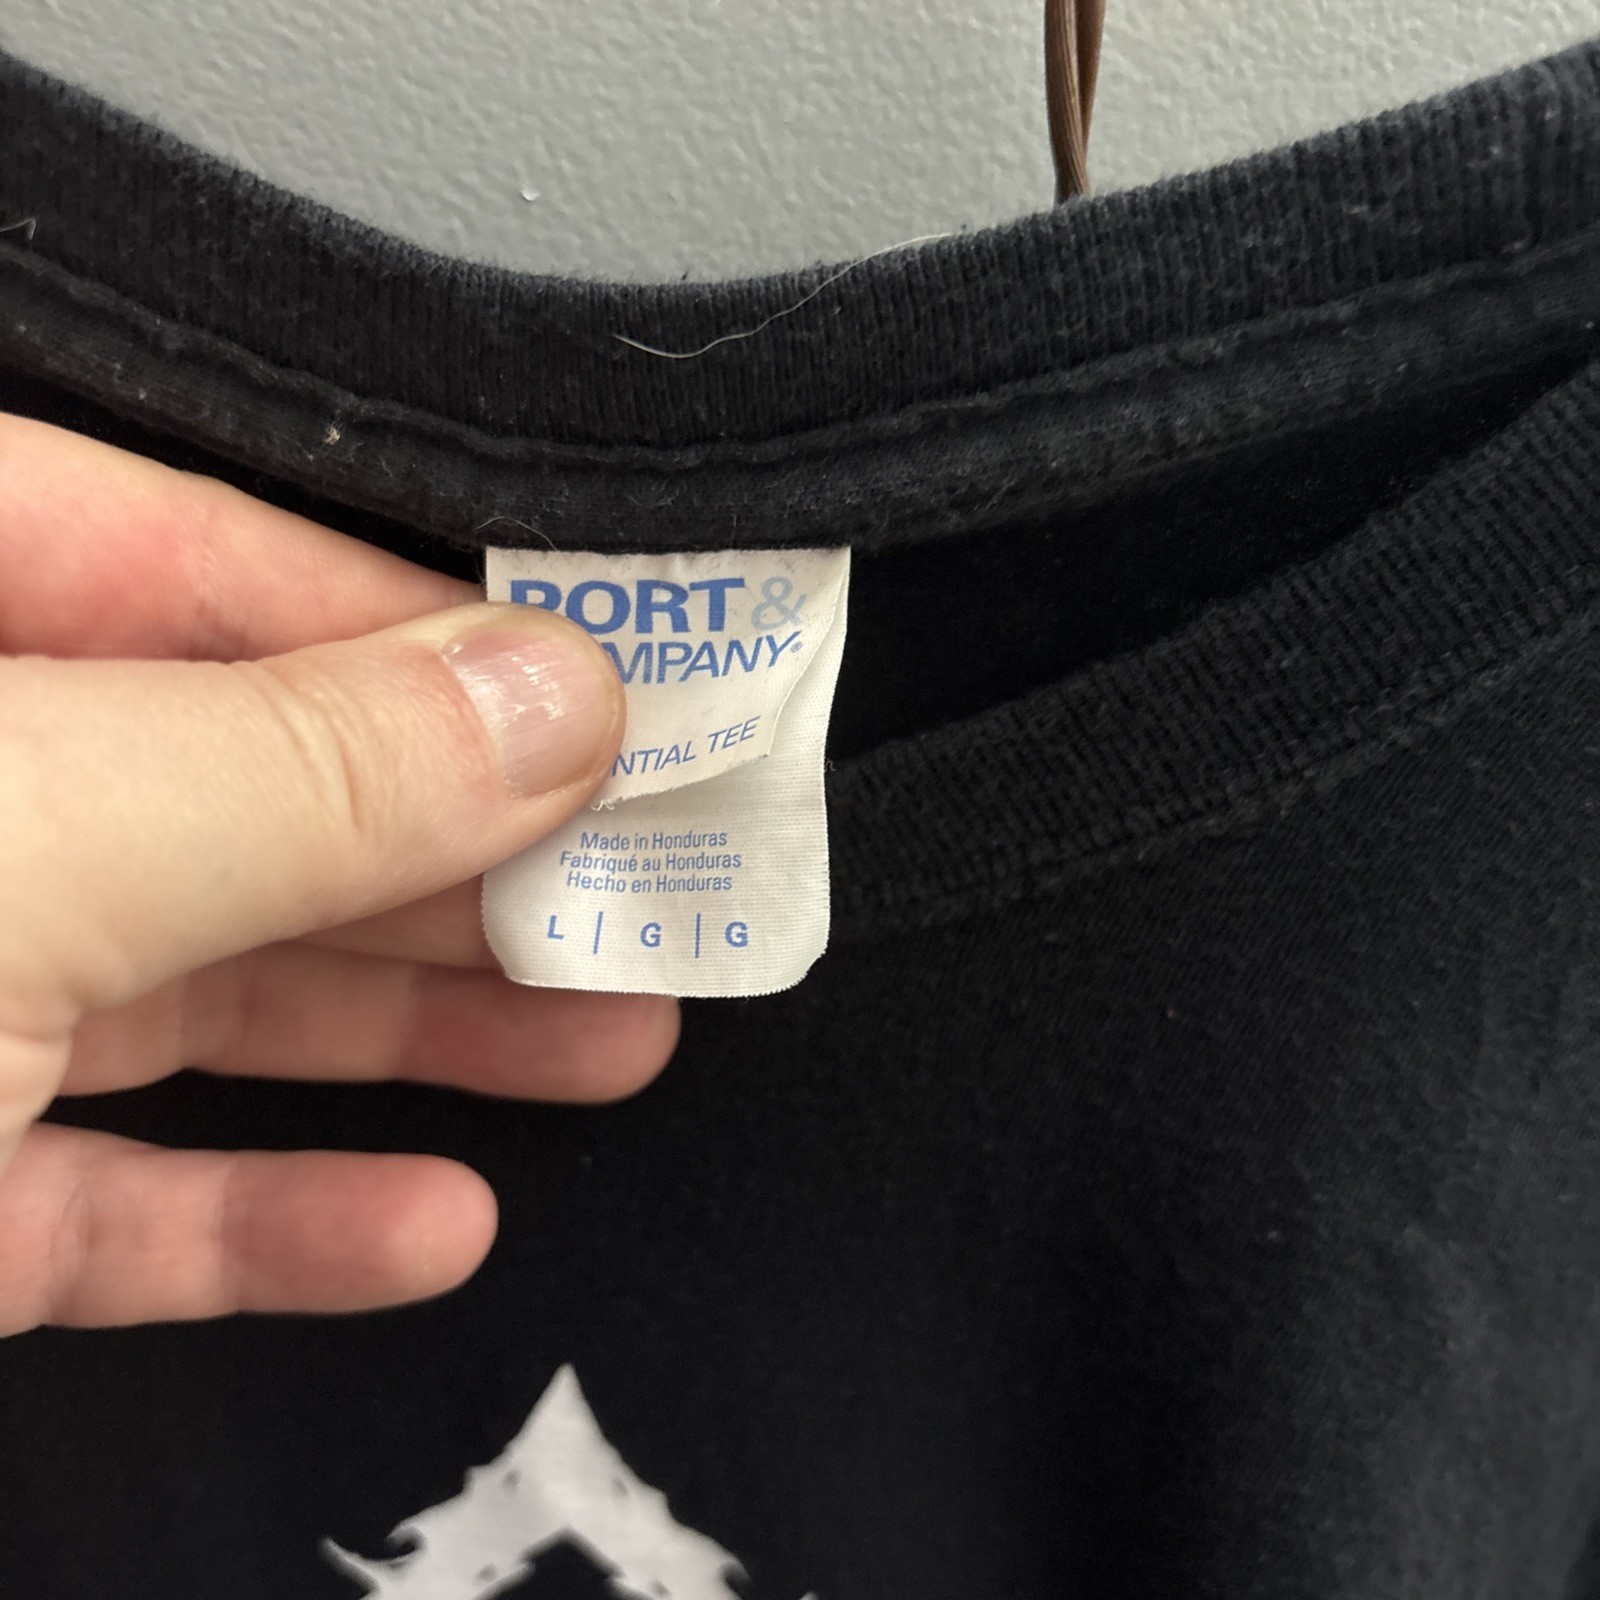 PORT &
MPANY®
NTIAL TEE
Made in Honduras
Fabriqué au Honduras
Hecho en Honduras
L | G | G